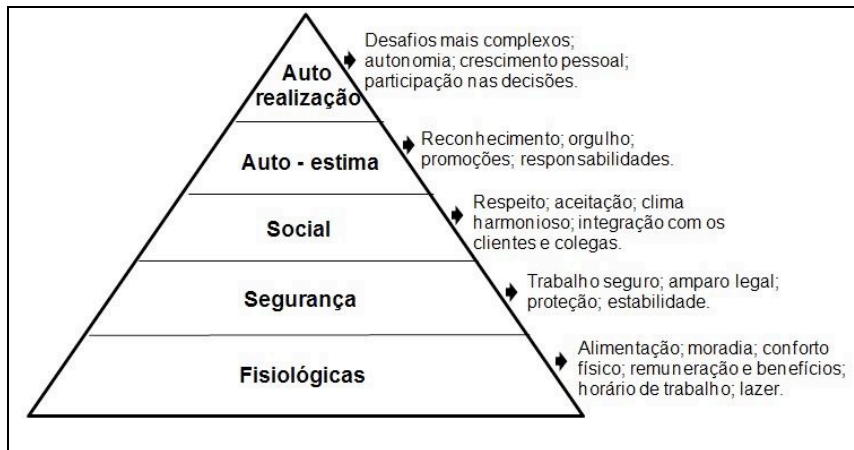 Auto
realização
Desafios mais complexos;
autonomia; crescimento pessoal;
participação nas decisões.
Auto - estima
Reconhecimento; orgulho;
promoções; responsabilidades.
Social
Respeito; aceitação; clima
harmonioso; integração com os
clientes e colegas.
Segurança
Trabalho seguro; amparo legal;
proteção; estabilidade.
Fisiológicas
Alimentação; moradia; conforto
físico; remuneração e benefícios;
horário de trabalho; lazer.